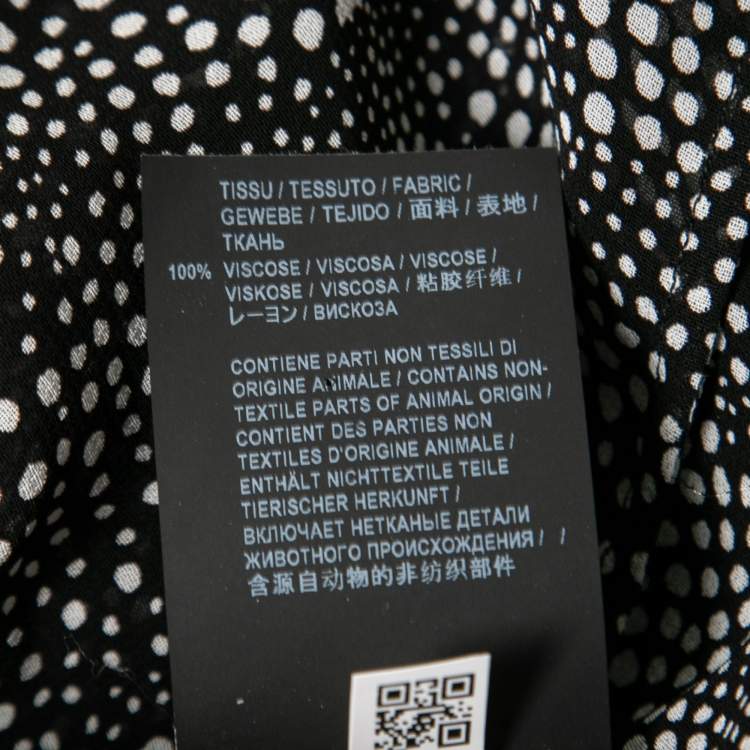 TISSU / TESSUTO / FABRIC /
GEWEBE / TEJIDO / 面料 / 表地 /
ТКАНЬ
100% VISCOSE / VISCOSA / VISCOSE /
VISKOSE / VISCOSA / 粘胶纤维 /
レーヨン / ВИСКОЗА
CONTIENE PARTI NON TESSILI DI
ORIGINE ANIMALE / CONTAINS NON-
TEXTILE PARTS OF ANIMAL ORIGIN /
CONTIENT DES PARTIES NON
TEXTILES D'ORIGINE ANIMALE /
ENTHÄLT NICHTTEXTILE TEILE
TIERISCHER HERKUNFT /
ВКЛЮЧАЕТ НЕТКАНЫЕ ДЕТАЛИ
ЖИВОТНОГО ПРОИСХОЖДЕНИЯ / /
含源自动物的非纺织部件